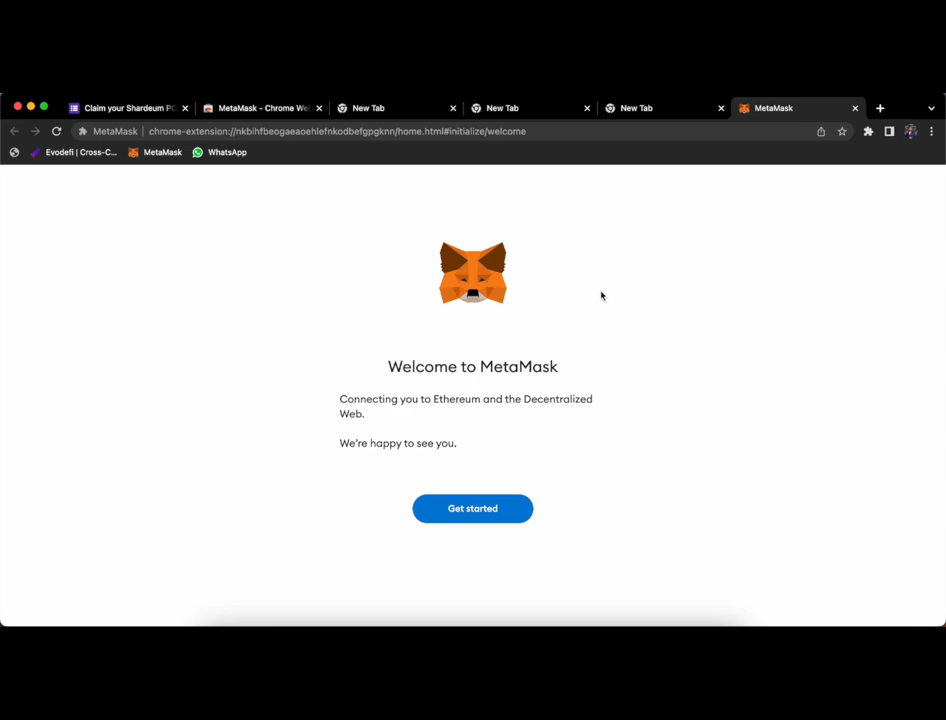 Claim your Shardeum PO
MetaMask - Chrome We
New Tab
New Tab
New Tab
MetaMask
MetaMask
chrome-extension://nkbihfbeogaeaoehlefnkodbefgpgknn/home.html#initialize/welcome
Evodefi | Cross-C...
MetaMask
WhatsApp
Welcome to MetaMask
Connecting you to Ethereum and the Decentralized
Web.
We're happy to see you.
Get started